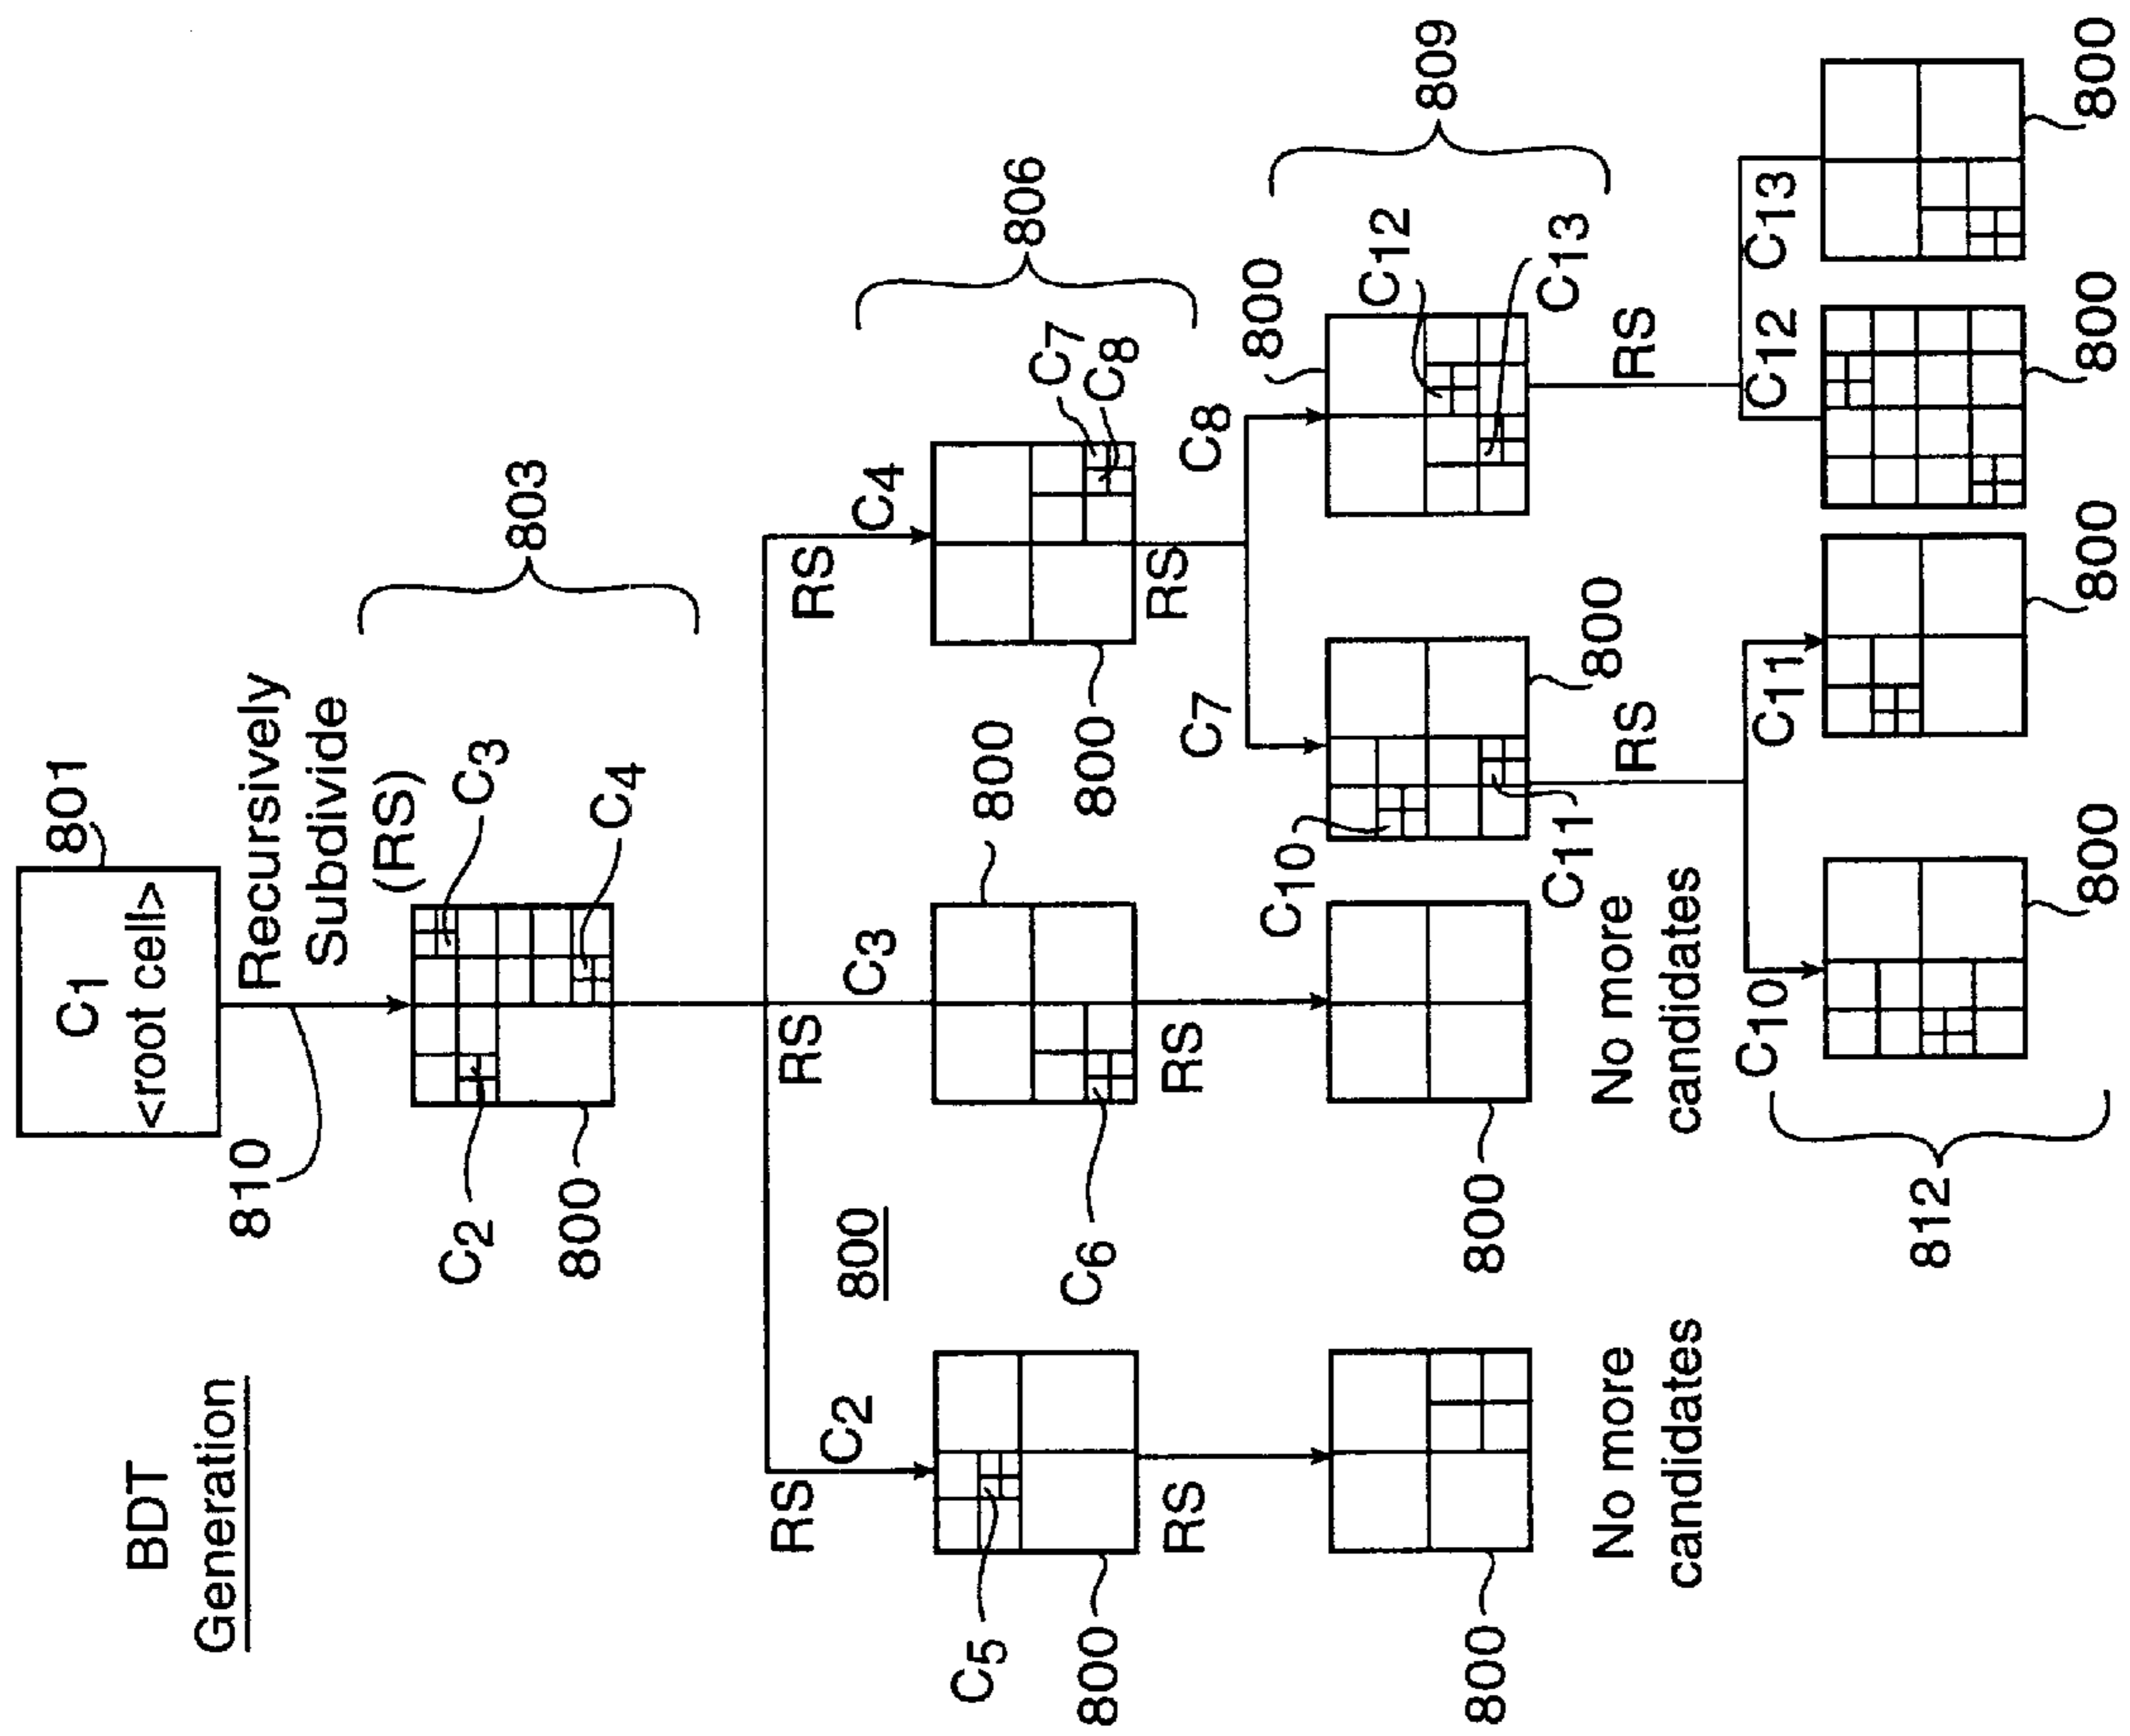 BDT
Generation
C1
<root cell>
801
810
Recursively
Subdivide
(RS)
C2
C3
C4
800
803
RS
C2
RS
C3
RS
C4
800
C5
800
C6
800
C7
C8
800
806
RS
RS
RS
C7
C8
800
No more
candidates
800
No more
candidates
C10
C11
800
800
C12
C13
809
RS
RS
C10
C11
C12
C13
800
800
800
800
812